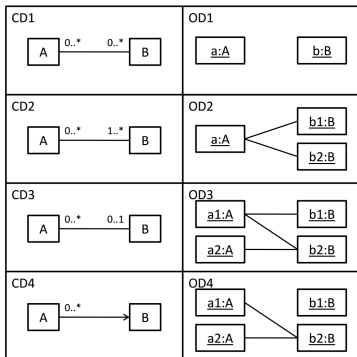 CD1
0..* 0..*
A B
OD1
a:A b:B
CD2
0..* 1..*
A B
OD2
b1:B
a:A
b2:B
CD3
0..* 0..1
A B
OD3
a1:A b1:B
a2:A b2:B
CD4
0..*
A B
OD4
a1:A b1:B
a2:A b2:B